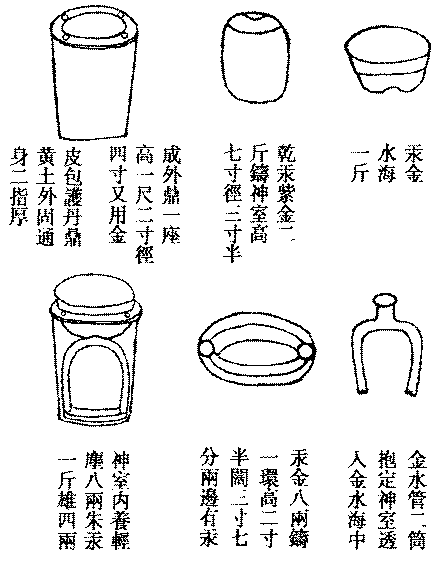 汞金
水海
一斤
乾汞紫金二
斤鑄神室高
七寸徑三寸半
成外鼎一座
高一尺二寸徑
四寸又用金
皮包護丹鼎
黃土外固通
身二指厚
金水管二筒
抱定神室透
入金水海中
汞金八兩鑄
一環高二寸
半闊三寸七
分兩邊有汞
神室內養輕
塵八兩朱汞
一斤雄四兩